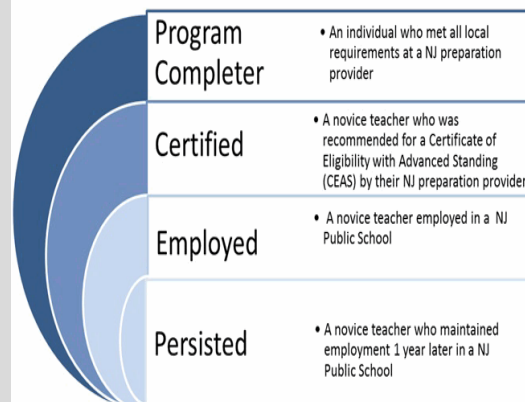 Program
Completer
• An individual who met all local
requirements at a NJ preparation
provider
Certified
• A novice teacher who was
recommended for a Certificate of
Eligibility with Advanced Standing
(CEAS) by their NJ preparation provider
Employed
• A novice teacher employed in a NJ
Public School
Persisted
• A novice teacher who maintained
employment 1 year later in a NJ
Public School